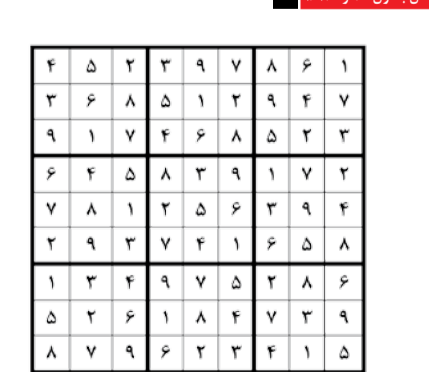 ۴ ۵ ۲ ۳ ۹ ۷ ۸ ۶ ۱
۳ ۶ ۸ ۵ ۱ ۲ ۹ ۴ ۷
۹ ۱ ۷ ۴ ۶ ۸ ۵ ۲ ۳
۶ ۴ ۵ ۸ ۳ ۹ ۱ ۷ ۲
۷ ۸ ۱ ۲ ۵ ۶ ۳ ۹ ۴
۲ ۹ ۳ ۷ ۴ ۱ ۶ ۵ ۸
۱ ۳ ۴ ۹ ۷ ۵ ۲ ۸ ۶
۵ ۲ ۶ ۱ ۸ ۴ ۷ ۳ ۹
۸ ۷ ۹ ۶ ۲ ۳ ۴ ۱ ۵